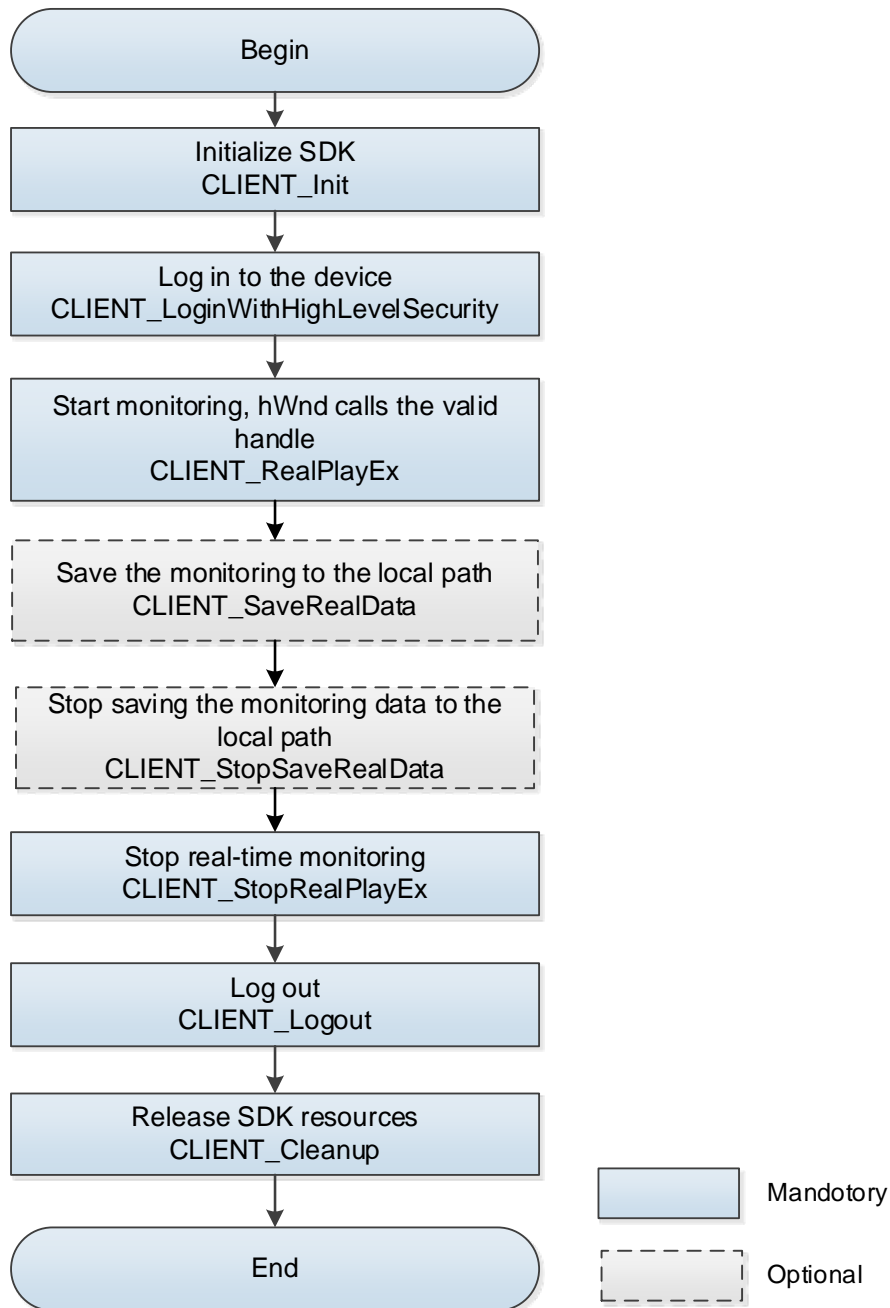 Begin
Initialize SDK
CLIENT_Init
Log in to the device
CLIENT_LoginWithHighLevelSecurity
Start monitoring, hWnd calls the valid
handle
CLIENT_RealPlayEx
Save the monitoring to the local path
CLIENT_SaveRealData
Stop saving the monitoring data to the
local path
CLIENT_StopSaveRealData
Stop real-time monitoring
CLIENT_StopRealPlayEx
Log out
CLIENT_Logout
Release SDK resources
CLIENT_Cleanup
End
Mandotory
Optional